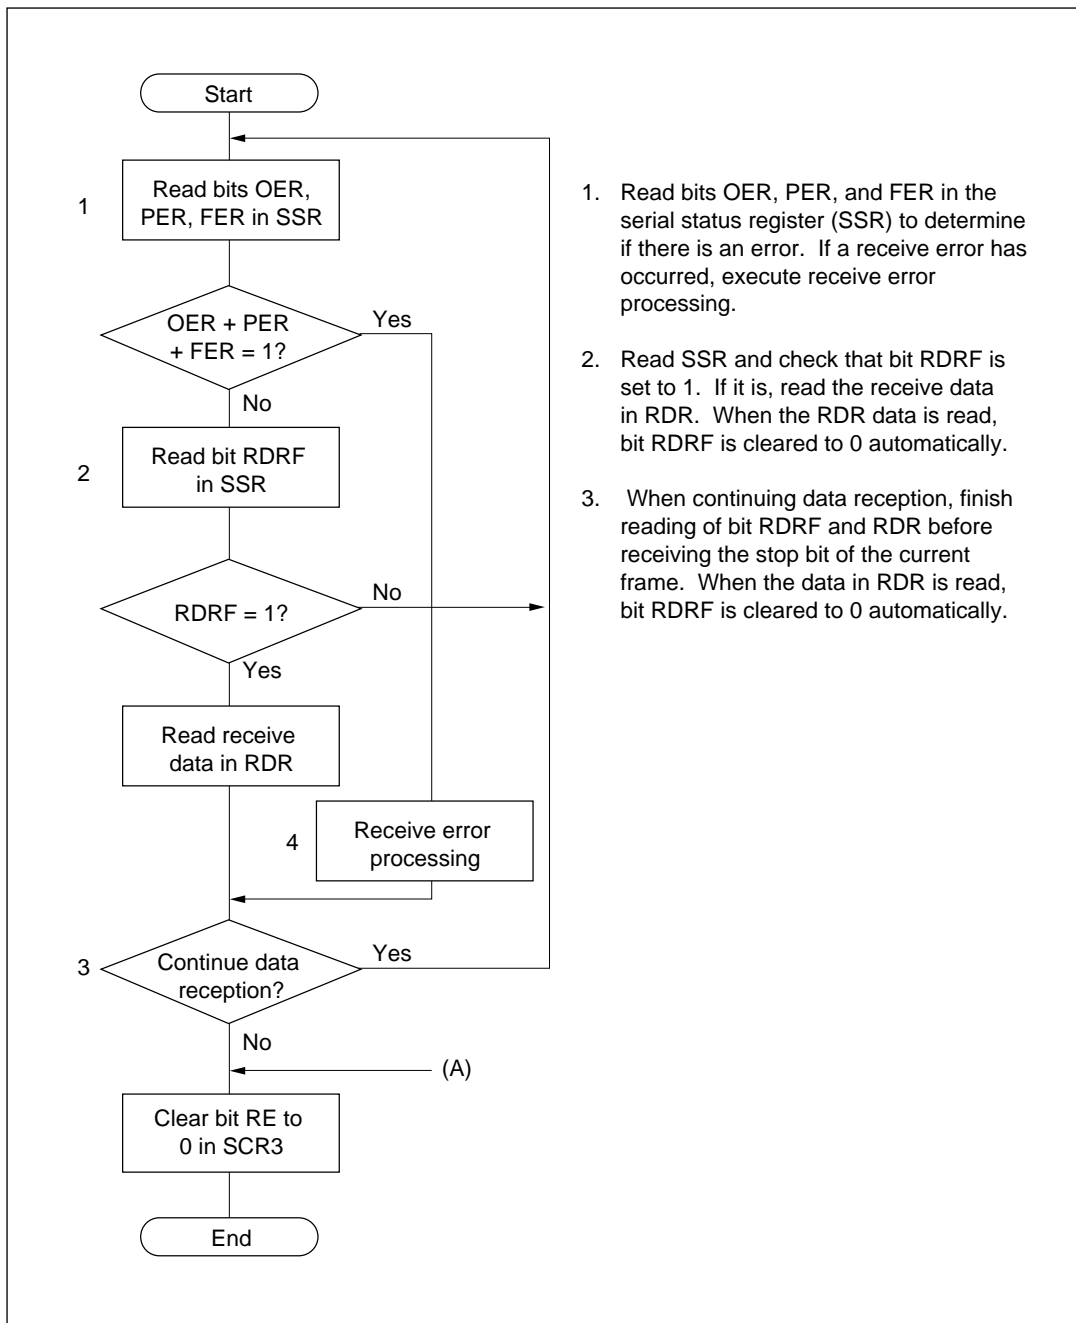 Start
1
Read bits OER,
PER, FER in SSR
OER + PER
+ FER = 1?
Yes
No
2
Read bit RDRF
in SSR
RDRF = 1?
No
Yes
Read receive
data in RDR
4
Receive error
processing
3
Continue data
reception?
Yes
No
(A)
Clear bit RE to
0 in SCR3
End
1. Read bits OER, PER, and FER in the
serial status register (SSR) to determine
if there is an error. If a receive error has
occurred, execute receive error
processing.
2. Read SSR and check that bit RDRF is
set to 1. If it is, read the receive data
in RDR. When the RDR data is read,
bit RDRF is cleared to 0 automatically.
3. When continuing data reception, finish
reading of bit RDRF and RDR before
receiving the stop bit of the current
frame. When the data in RDR is read,
bit RDRF is cleared to 0 automatically.